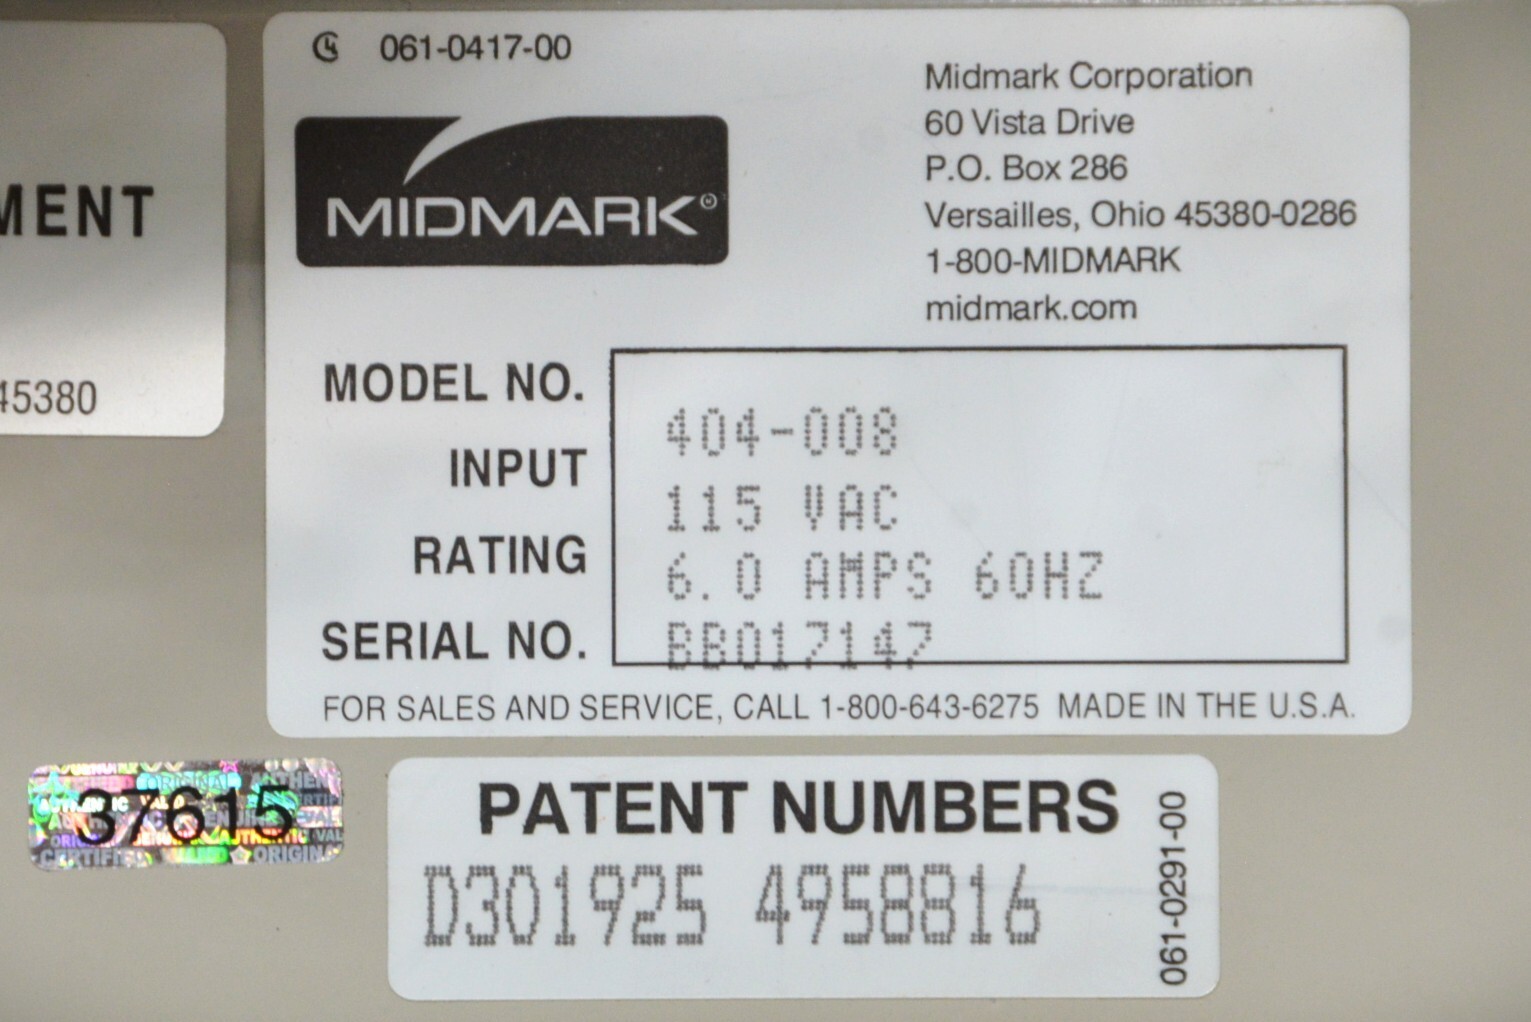 MENT
45380
061-0417-00
MIDMARK®
Midmark Corporation
60 Vista Drive
P.O. Box 286
Versailles, Ohio 45380-0286
1-800-MIDMARK
midmark.com
MODEL NO. 404-008
INPUT 115 VAC
RATING 6.0 AMPS 60HZ
SERIAL NO. BB017147
FOR SALES AND SERVICE, CALL 1-800-643-6275 MADE IN THE U.S.A.
37615
PATENT NUMBERS
D301925 4958816
061-0291-00